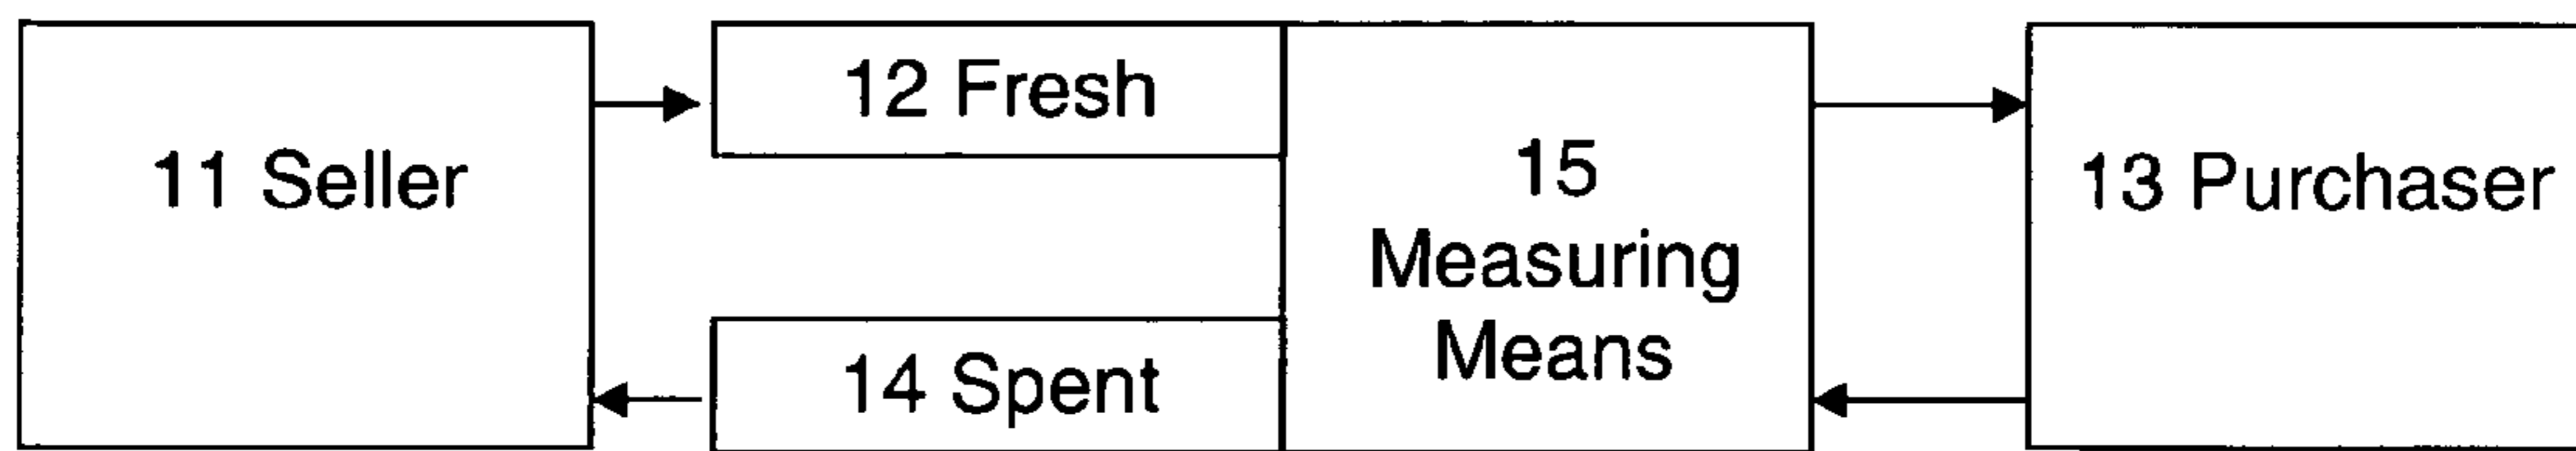 11 Seller
12 Fresh
14 Spent
15
Measuring
Means
13 Purchaser